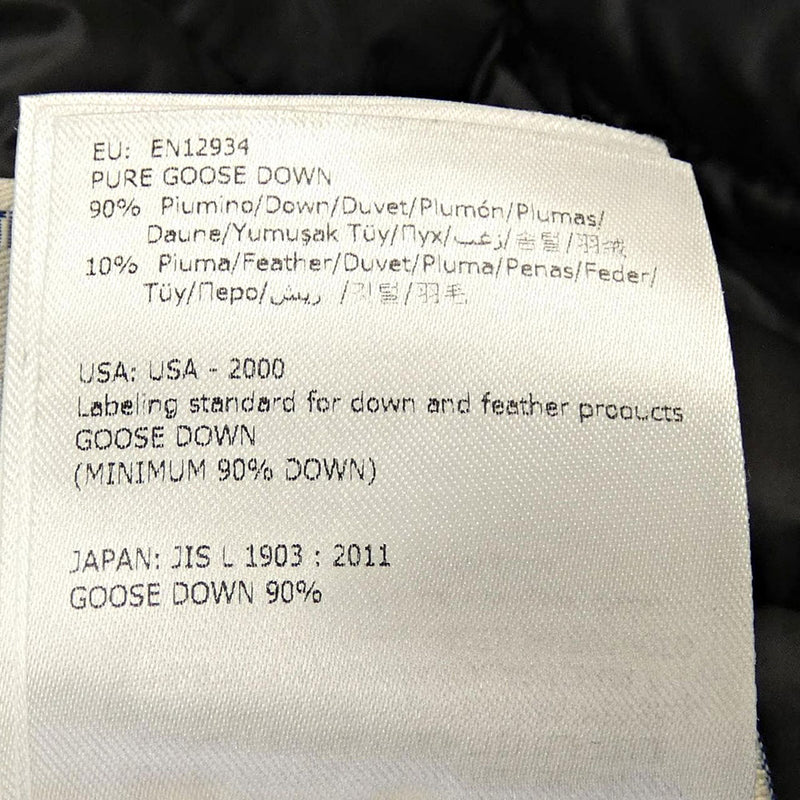 EU: EN12934
PURE GOOSE DOWN
90% Piumino/Down/Duvet/Plumón/Plumas/
Daune/Yumuşak Tüy/Пух/زغب/솜털/羽绒
10% Piuma/Feather/Duvet/Pluma/Penas/Feder/
Tüy/Перо/ريش /깃털/羽毛
USA: USA - 2000
Labeling standard for down and feather products
GOOSE DOWN
(MINIMUM 90% DOWN)
JAPAN: JIS L 1903 : 2011
GOOSE DOWN 90%